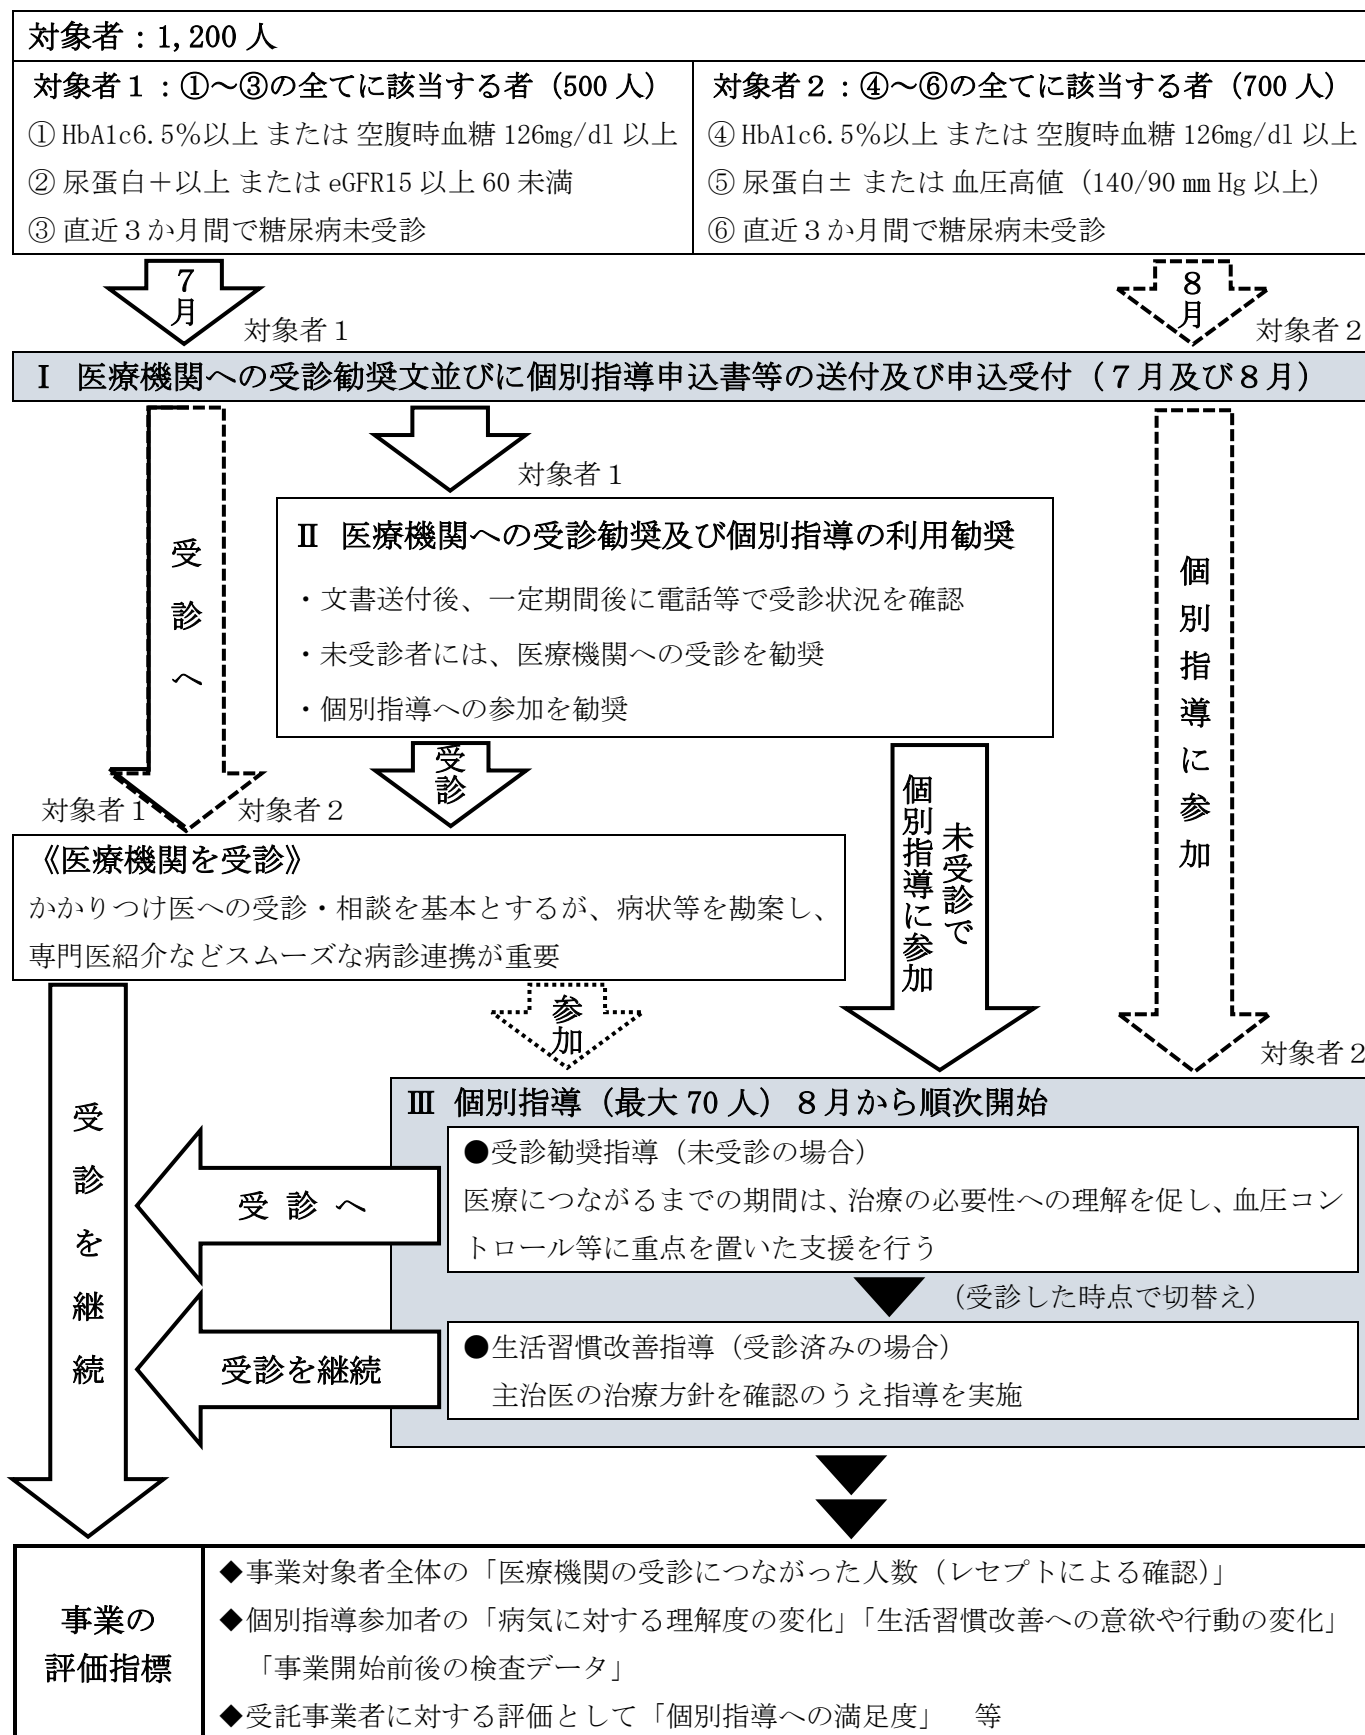 対象者：1,200人
対象者１：①～③の全てに該当する者（500人）
① HbA1c6.5％以上 または 空腹時血糖 126mg/dl 以上
② 尿蛋白＋以上 または eGFR15 以上 60 未満
③ 直近３か月間で糖尿病未受診
対象者２：④～⑥の全てに該当する者（700人）
④ HbA1c6.5％以上 または 空腹時血糖 126mg/dl 以上
⑤ 尿蛋白± または 血圧高値（140/90 ㎜ Hg 以上）
⑥ 直近３か月間で糖尿病未受診
７月
対象者１
８月
対象者２
Ⅰ 医療機関への受診勧奨文並びに個別指導申込書等の送付及び申込受付（７月及び８月）
対象者１
受診へ
Ⅱ 医療機関への受診勧奨及び個別指導の利用勧奨
・文書送付後、一定期間後に電話等で受診状況を確認
・未受診者には、医療機関への受診を勧奨
・個別指導への参加を勧奨
個別指導に参加
対象者１
対象者２
受診
未受診で
個別指導に参加
《医療機関を受診》
かかりつけ医への受診・相談を基本とするが、病状等を勘案し、
専門医紹介などスムーズな病診連携が重要
参加
対象者２
受診を継続
Ⅲ 個別指導（最大 70 人）８月から順次開始
●受診勧奨指導（未受診の場合）
医療につながるまでの期間は、治療の必要性への理解を促し、血圧コン
トロール等に重点を置いた支援を行う
受 診 へ
（受診した時点で切替え）
●生活習慣改善指導（受診済みの場合）
主治医の治療方針を確認のうえ指導を実施
受診を継続
事業の
評価指標
◆事業対象者全体の「医療機関の受診につながった人数（レセプトによる確認）」
◆個別指導参加者の「病気に対する理解度の変化」「生活習慣改善への意欲や行動の変化」
「事業開始前後の検査データ」
◆受託事業者に対する評価として「個別指導への満足度」 等